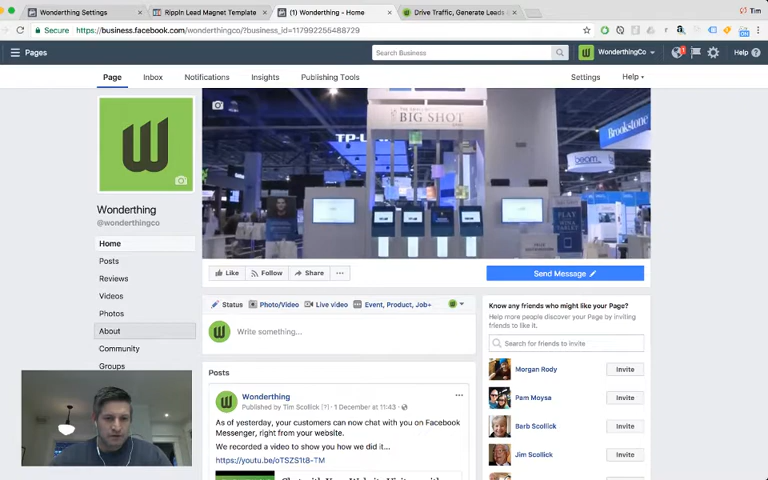 Wonderthing Settings
RippIn Lead Magnet Template
(1) Wonderthing - Home
Drive Traffic, Generate Leads
Tim
Secure
https://business.facebook.com/wonderthingco/?business_id=117992255488729
Pages
Search Business
WonderthingCo
Help
Page
Inbox
Notifications
Insights
Publishing Tools
Settings
Help
W
BIG SHOT
TP-L
Brookstone
beam
PLAY
Wonderthing
@wonderthingco
Home
Posts
Reviews
Videos
Photos
About
Community
Groups
Like
Follow
Share
Send Message
Status
Photo/Video
Live video
Event, Product, Job+
Write something...
Know any friends who might like your Page?
Help more people discover your Page by inviting
friends to like it.
Search for friends to invite
Morgan Rody
Invite
Pam Moysa
Invite
Barb Scollick
Invite
Jim Scollick
Invite
Posts
Wonderthing
Published by Tim Scollick [?] · 1 December at 11:43 ·
As of yesterday, your customers can now chat with you on Facebook
Messenger, right from your website.
We recorded a video to show you how we did it...
https://youtu.be/oTSZS1t8-TM